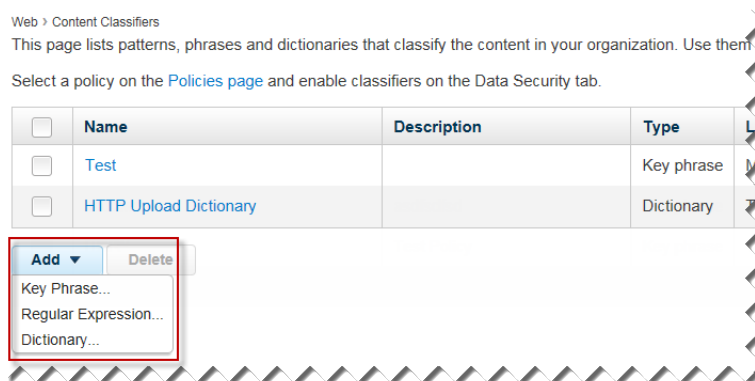 Web › Content Classifiers
This page lists patterns, phrases and dictionaries that classify the content in your organization. Use them
Select a policy on the Policies page and enable classifiers on the Data Security tab.
Name Description Type
Test Key phrase
HTTP Upload Dictionary Dictionary
Add ▼ Delete
Key Phrase...
Regular Expression...
Dictionary...